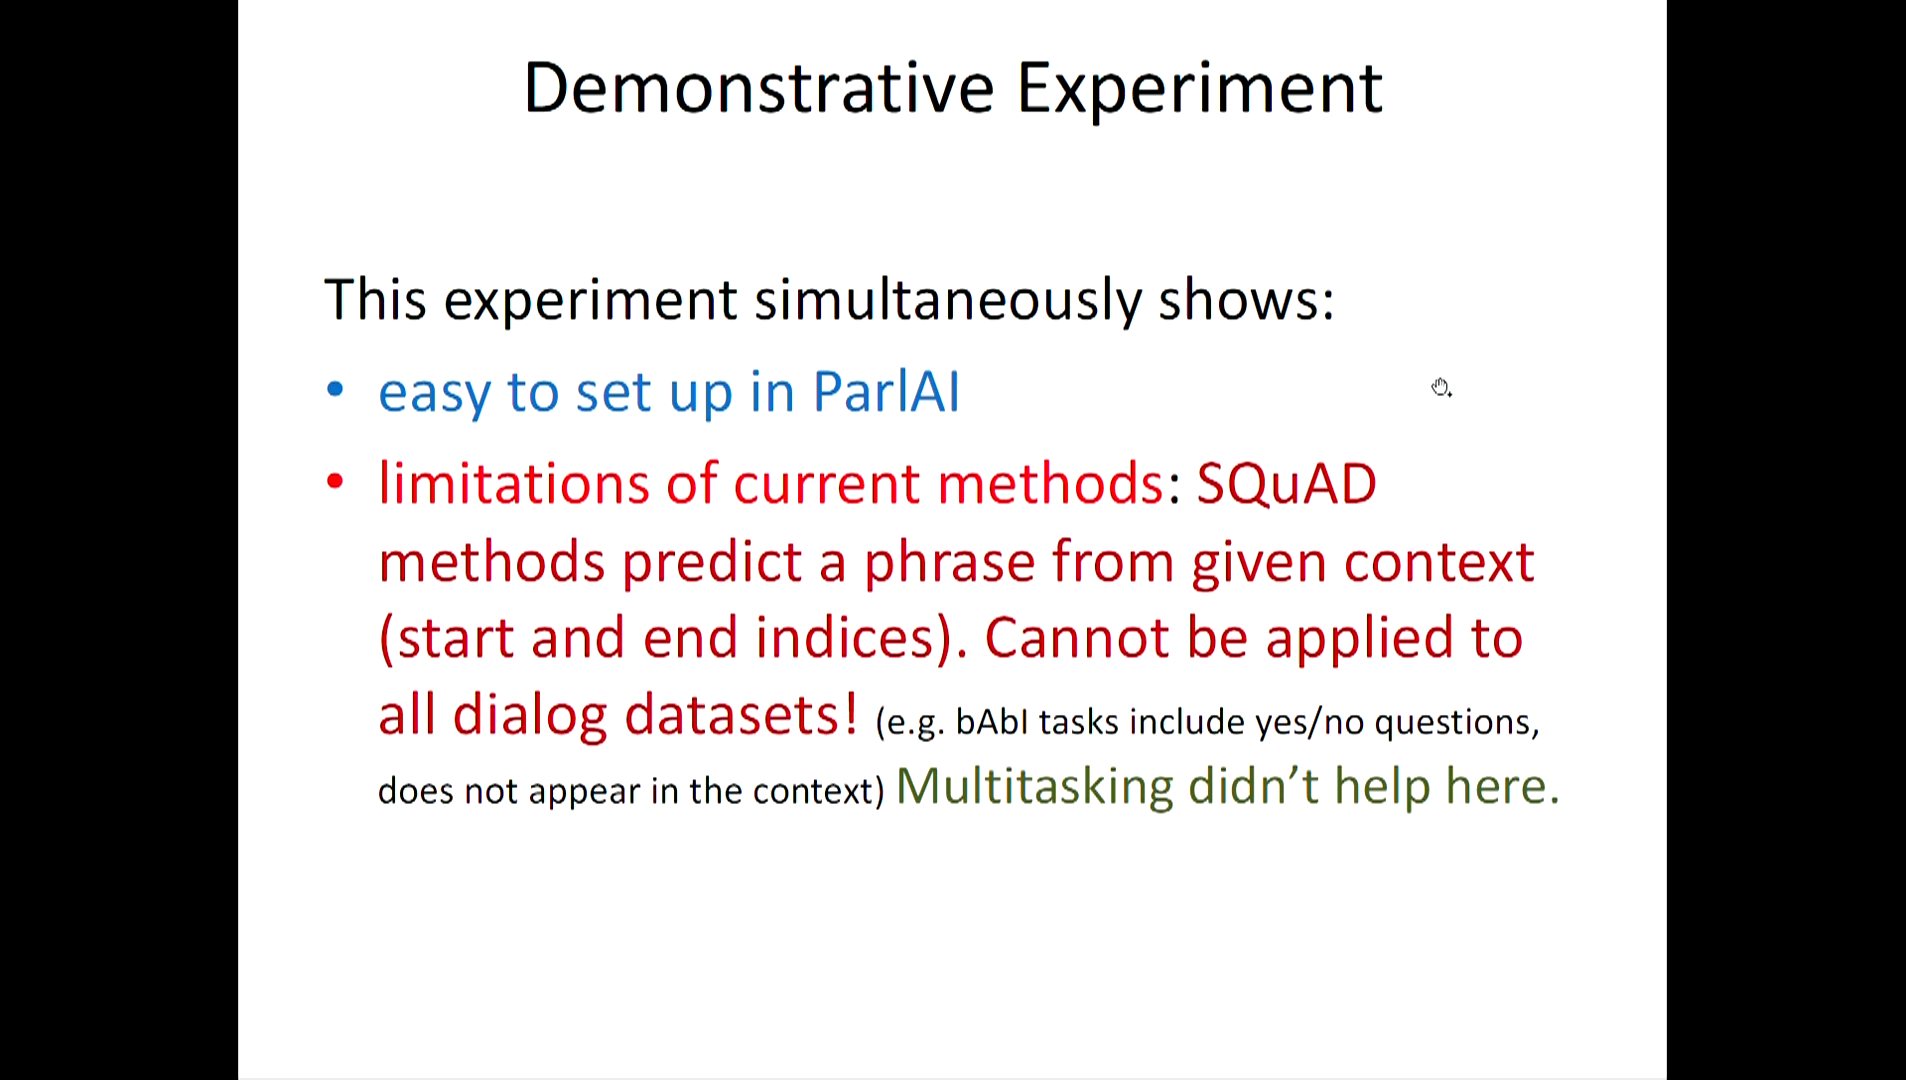 Demonstrative Experiment
This experiment simultaneously shows:
• easy to set up in ParlAI
• limitations of current methods: SQuAD
methods predict a phrase from given context
(start and end indices). Cannot be applied to
all dialog datasets! (e.g. bAbI tasks include yes/no questions,
does not appear in the context) Multitasking didn’t help here.